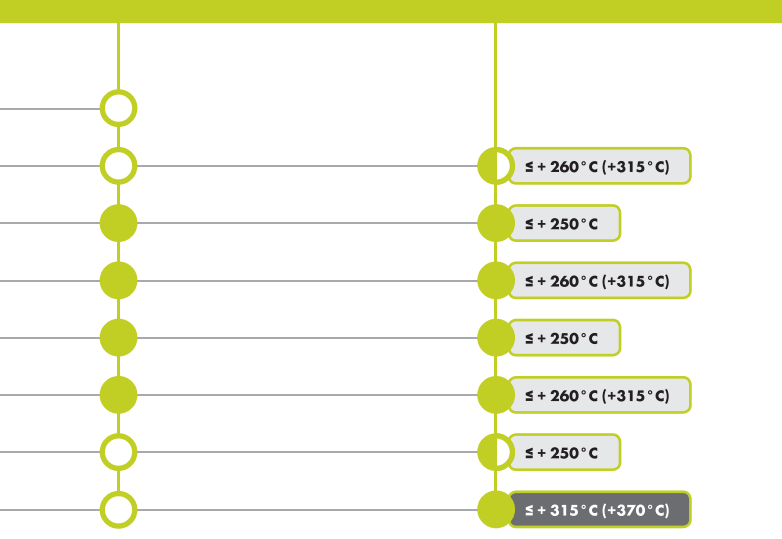 ≤ + 260°C (+315°C)
≤ + 250°C
≤ + 260°C (+315°C)
≤ + 250°C
≤ + 260°C (+315°C)
≤ + 250°C
≤ + 315°C (+370°C)